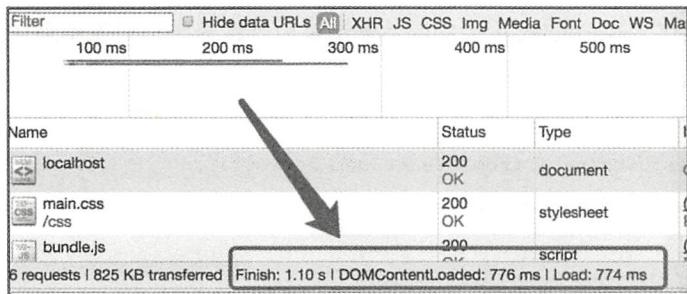 Filter Hide data URLs All XHR JS CSS Img Media Font Doc WS Ma
100 ms 200 ms 300 ms 400 ms 500 ms
Name Status Type
localhost 200 document
OK
main.css 200 stylesheet
/css OK
bundle.js 200 script
OK
6 requests | 825 KB transferred | Finish: 1.10 s | DOMContentLoaded: 776 ms | Load: 774 ms